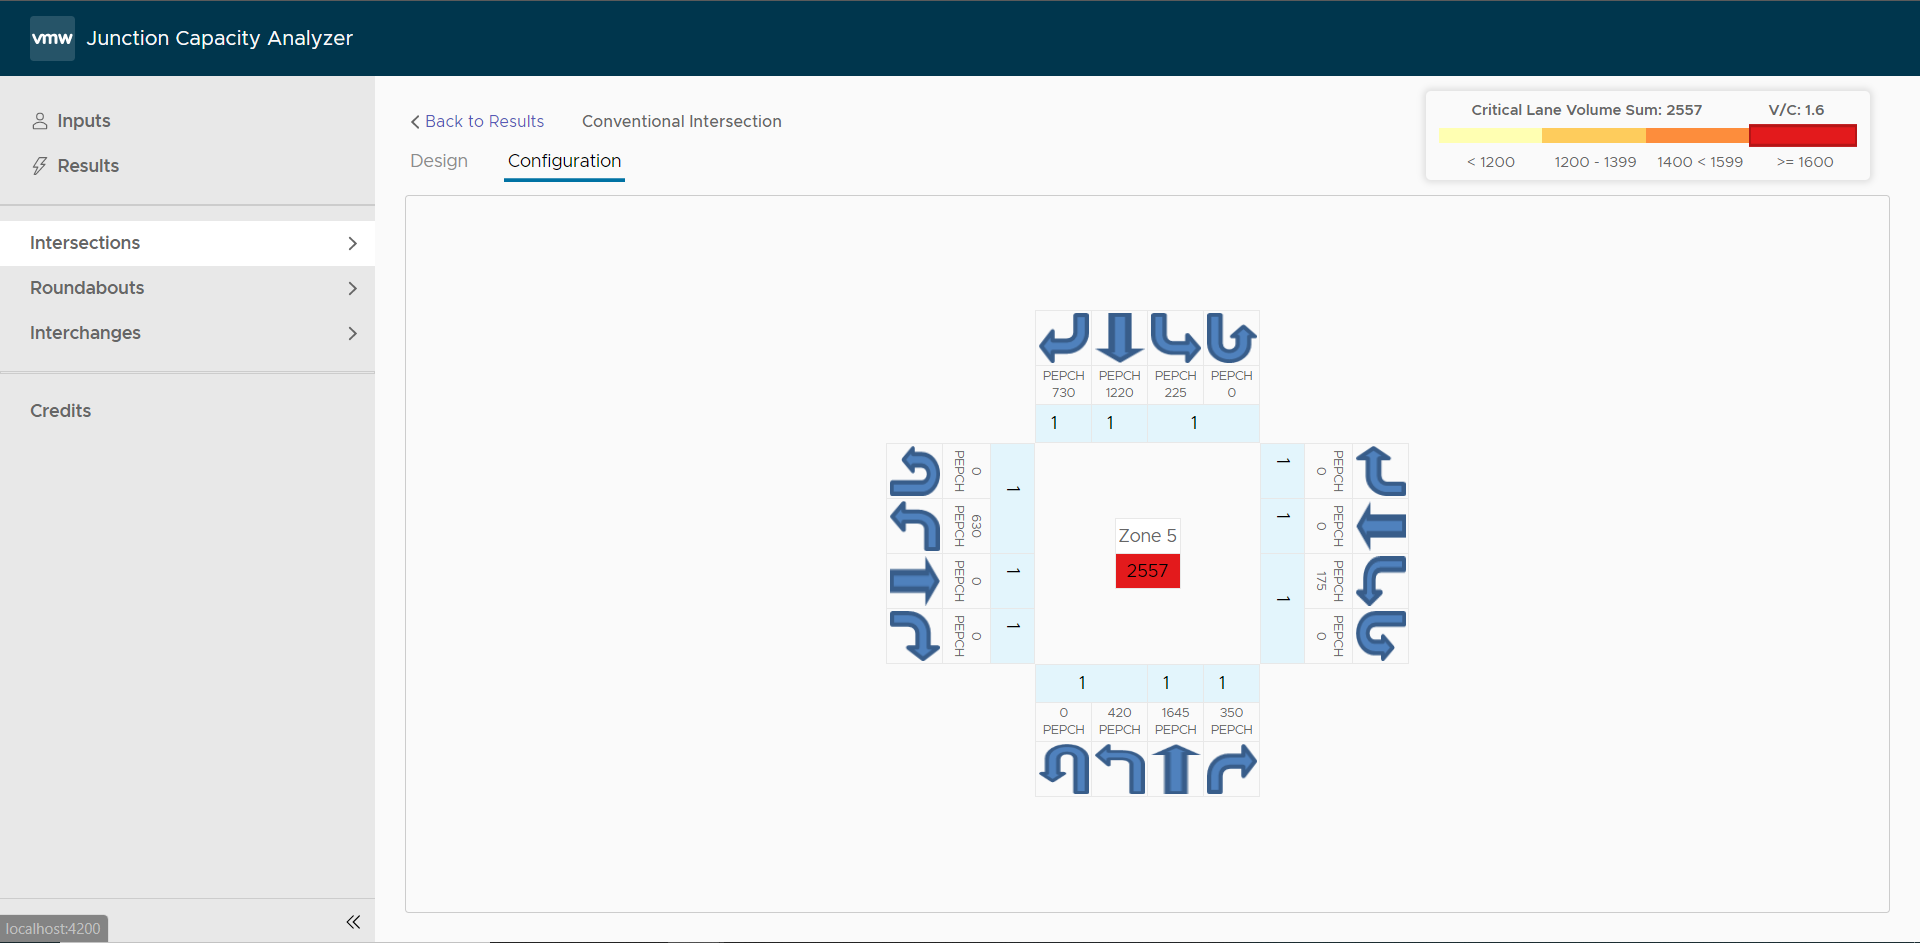 vmw Junction Capacity Analyzer
Inputs
Results
Intersections
Roundabouts
Interchanges
Credits
localhost:4200
Back to Results Conventional Intersection
Design Configuration
Critical Lane Volume Sum: 2557 V/C: 1.6
< 1200 1200 - 1399 1400 < 1599 >= 1600
PEPCH PEPCH PEPCH PEPCH
730 1220 225 0
1 1 1
PEPCH 0
PEPCH 630
PEPCH 0
PEPCH 0
1
1
1
Zone 5
2557
1
1
1
PEPCH 0
PEPCH 0
PEPCH 175
PEPCH 0
1 1 1
0 420 1645 350
PEPCH PEPCH PEPCH PEPCH